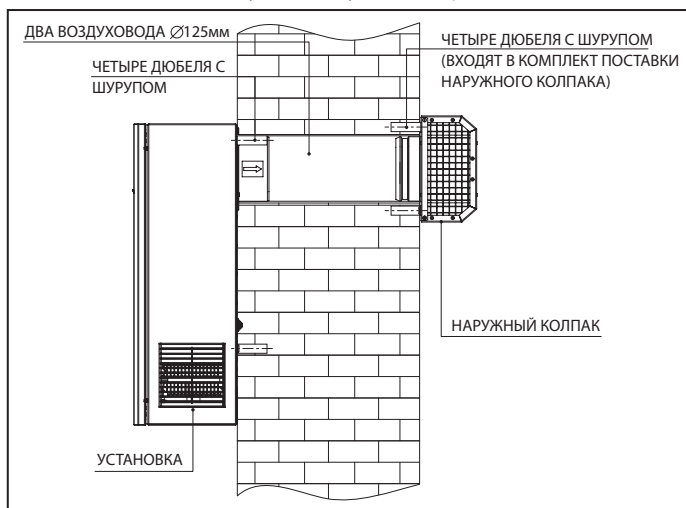 ДВА ВОЗДУХОВОДА ∅125мм
ЧЕТЫРЕ ДЮБЕЛЯ С
ШУРУПОМ
ЧЕТЫРЕ ДЮБЕЛЯ С ШУРУПОМ
(ВХОДЯТ В КОМПЛЕКТ ПОСТАВКИ
НАРУЖНОГО КОЛПАКА)
НАРУЖНЫЙ КОЛПАК
УСТАНОВКА